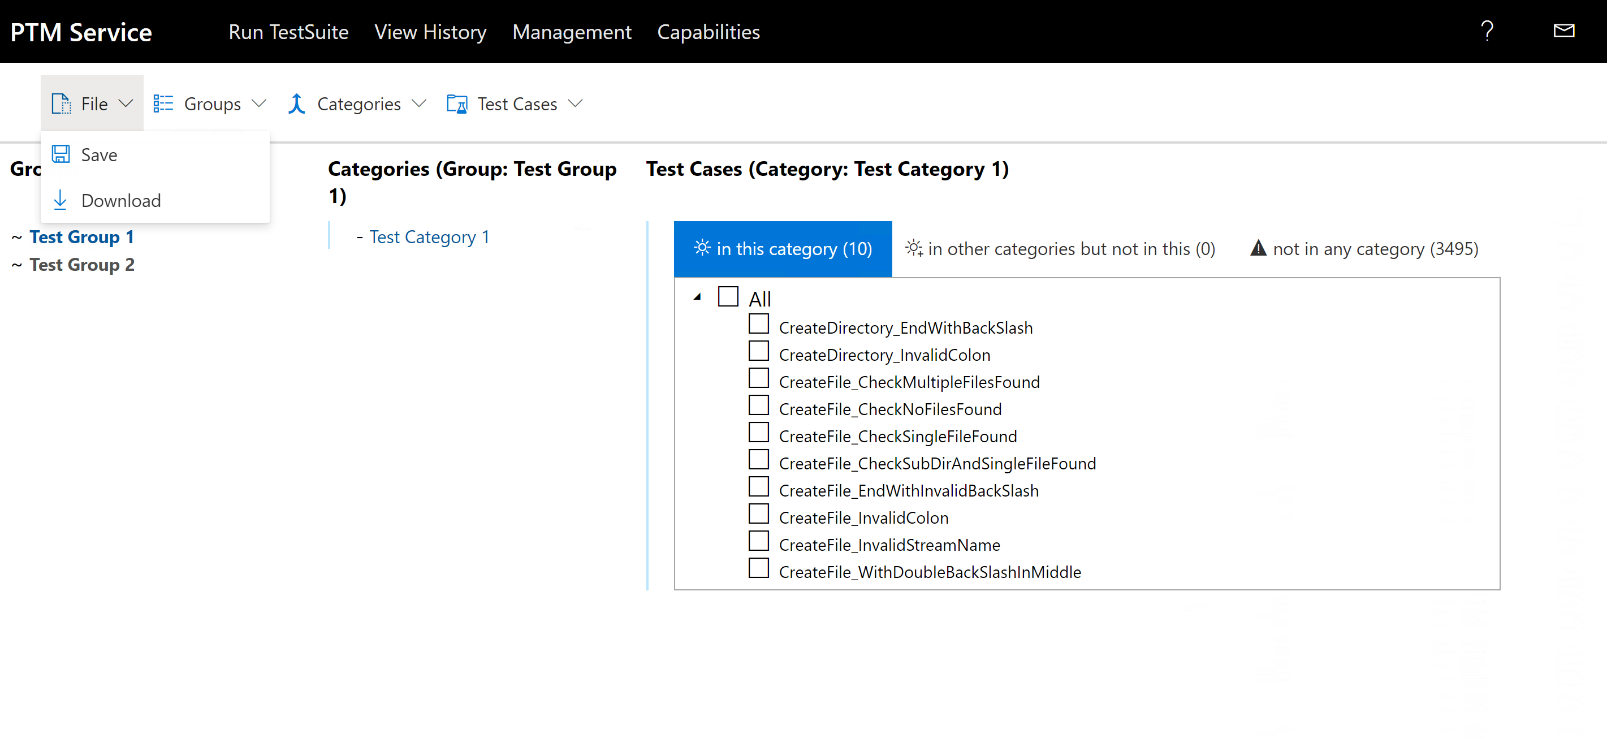 PTM Service Run TestSuite View History Management Capabilities ?
File Groups Categories Test Cases
Save
Download
Gro
~ Test Group 1
~ Test Group 2
Categories (Group: Test Group
1)
- Test Category 1
Test Cases (Category: Test Category 1)
in this category (10) in other categories but not in this (0) not in any category (3495)
All
CreateDirectory_EndWithBackSlash
CreateDirectory_InvalidColon
CreateFile_CheckMultipleFilesFound
CreateFile_CheckNoFilesFound
CreateFile_CheckSingleFileFound
CreateFile_CheckSubDirAndSingleFileFound
CreateFile_EndWithInvalidBackSlash
CreateFile_InvalidColon
CreateFile_InvalidStreamName
CreateFile_WithDoubleBackSlashInMiddle